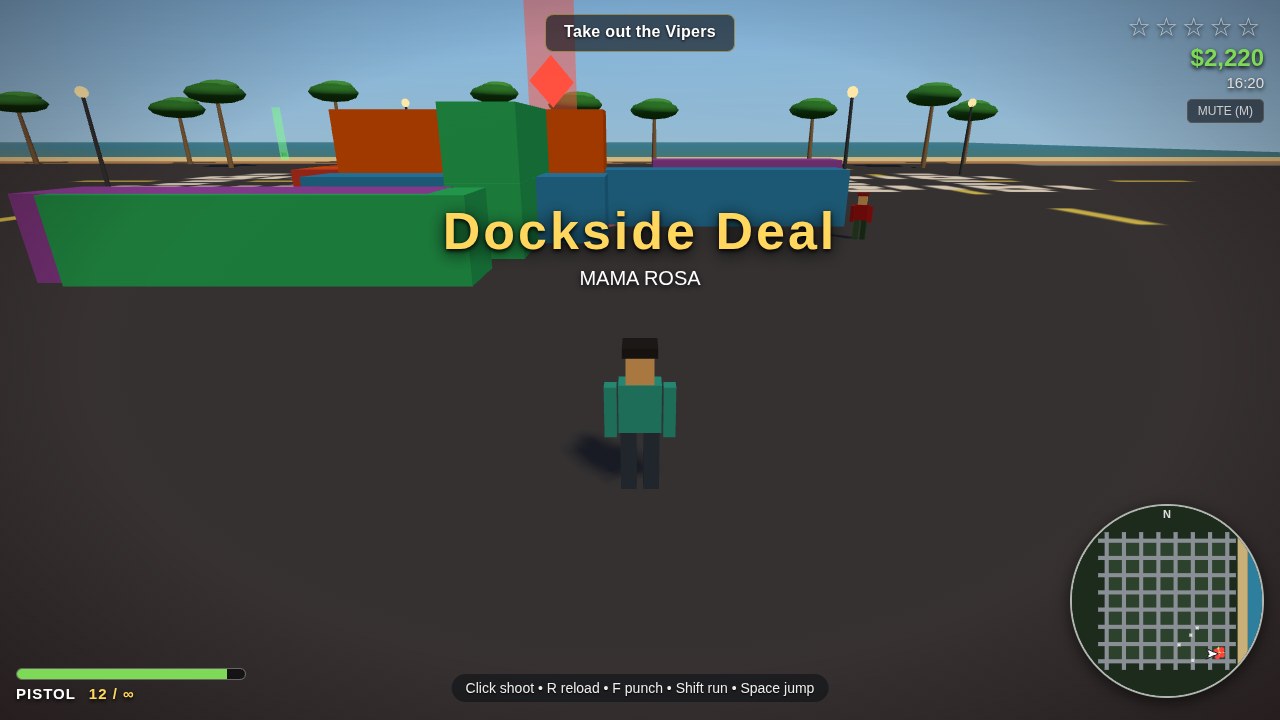 Take out the Vipers
☆☆☆☆☆
$2,220
16:20
MUTE (M)
Dockside Deal
MAMA ROSA
N
PISTOL 12 / ∞
Click shoot • R reload • F punch • Shift run • Space jump